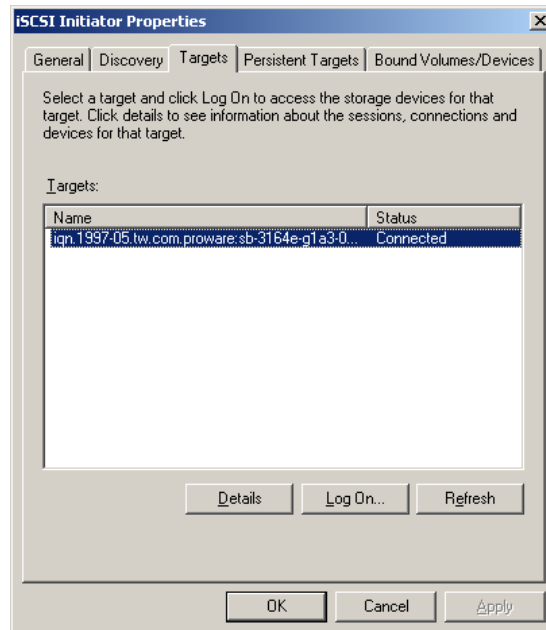 iSCSI Initiator Properties
General Discovery Targets Persistent Targets Bound Volumes/Devices
Select a target and click Log On to access the storage devices for that
target. Click details to see information about the sessions, connections and
devices for that target.
Targets:
Name Status
iqn.1997-05.tw.com.proware:sb-3164e-g1a3-0... Connected
Details Log On... Refresh
OK Cancel Apply